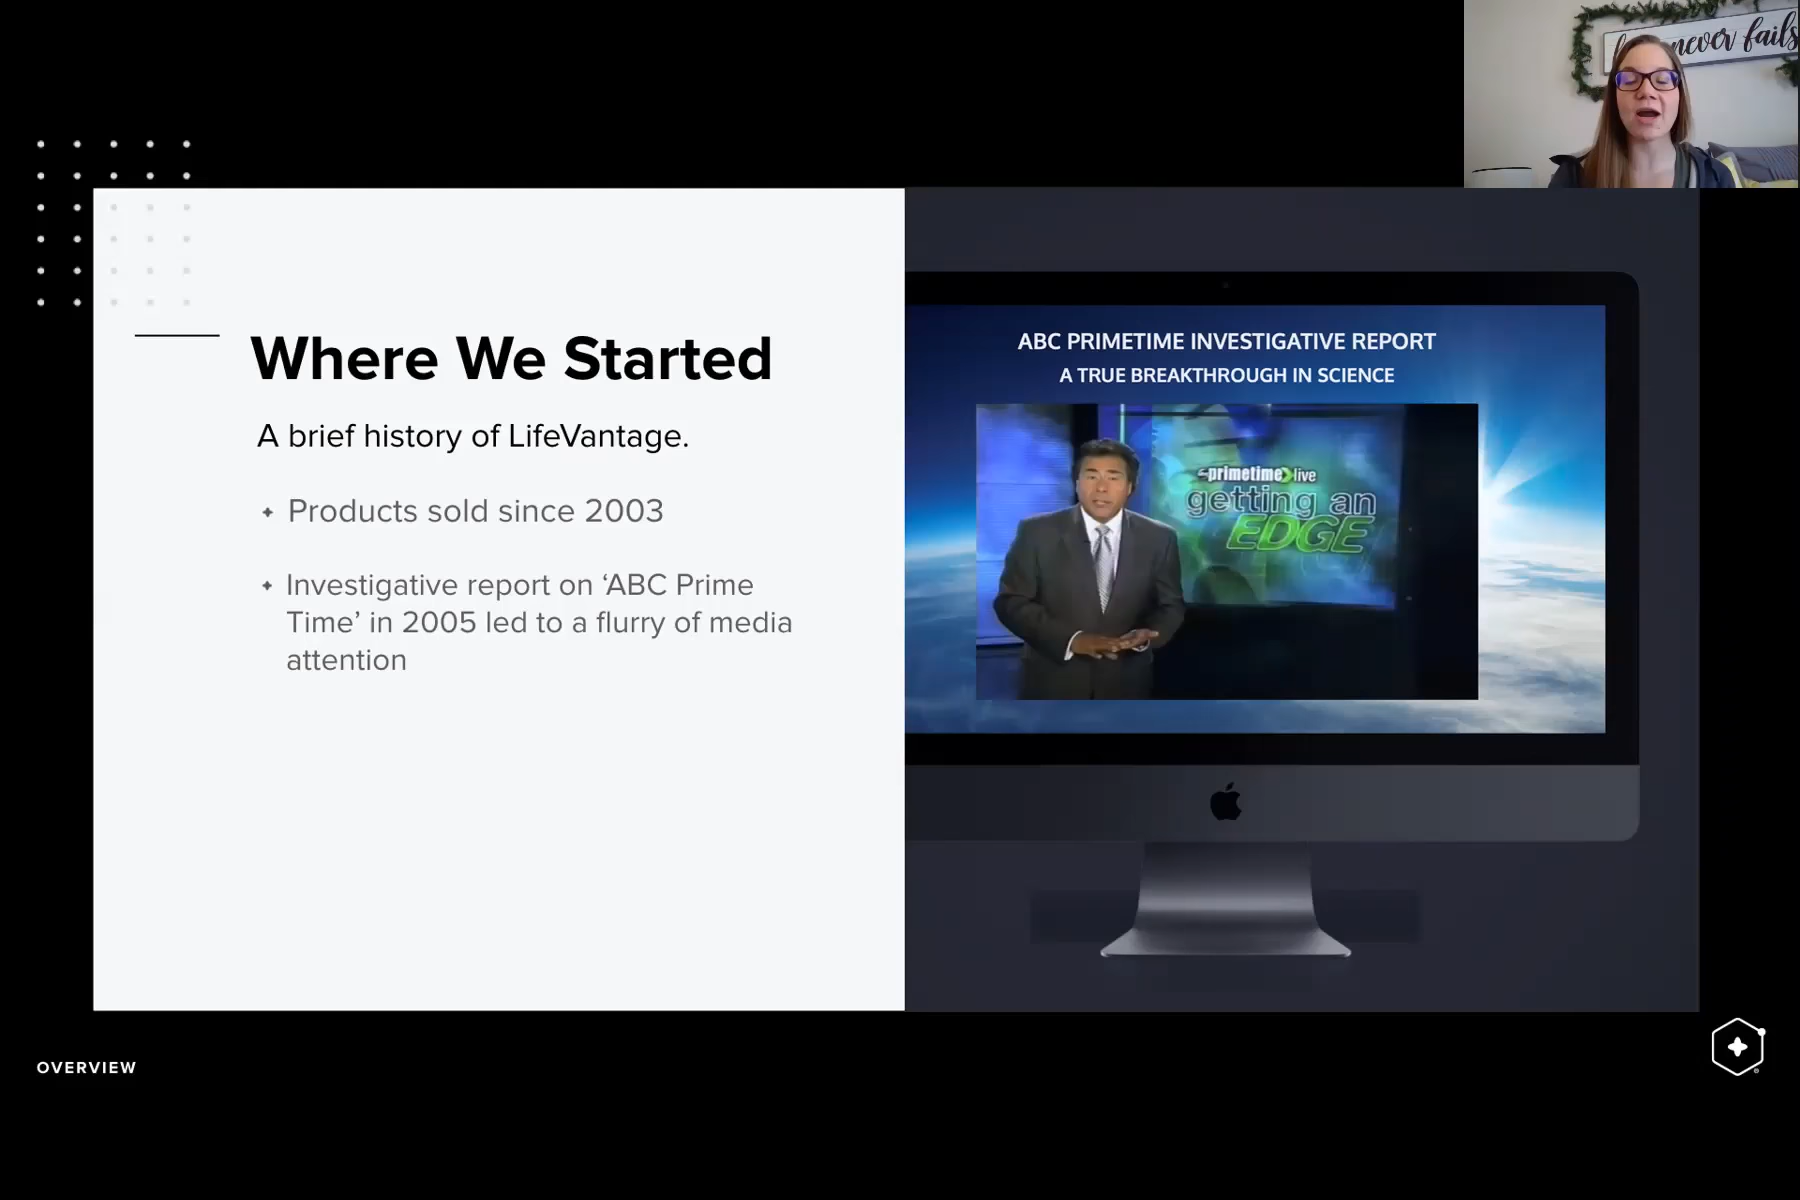 never fails
Where We Started
A brief history of LifeVantage.
Products sold since 2003
Investigative report on ‘ABC Prime
Time’ in 2005 led to a flurry of media
attention
ABC PRIMETIME INVESTIGATIVE REPORT
A TRUE BREAKTHROUGH IN SCIENCE
primetime live
getting an
EDGE
OVERVIEW